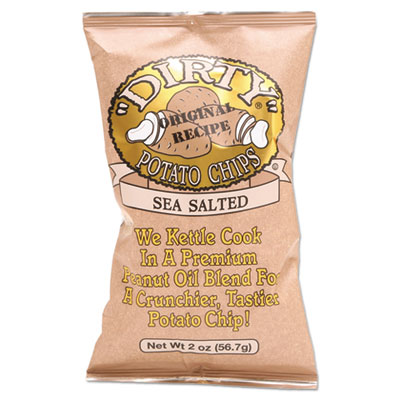 DIRTY®
ORIGINAL
RECIPE
POTATO CHIPS
SEA SALTED
We Kettle Cook
In A Premium
Peanut Oil Blend For
A Crunchier, Tastier
Potato Chip!
Net Wt 2 oz (56.7g)